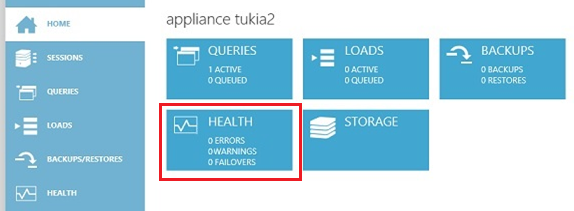 HOME
SESSIONS
QUERIES
LOADS
BACKUPS/RESTORES
HEALTH
appliance tukia2
QUERIES
1 ACTIVE
0 QUEUED
LOADS
0 ACTIVE
0 QUEUED
BACKUPS
0 BACKUPS
0 RESTORES
HEALTH
0 ERRORS
0WARNINGS
0 FAILOVERS
STORAGE